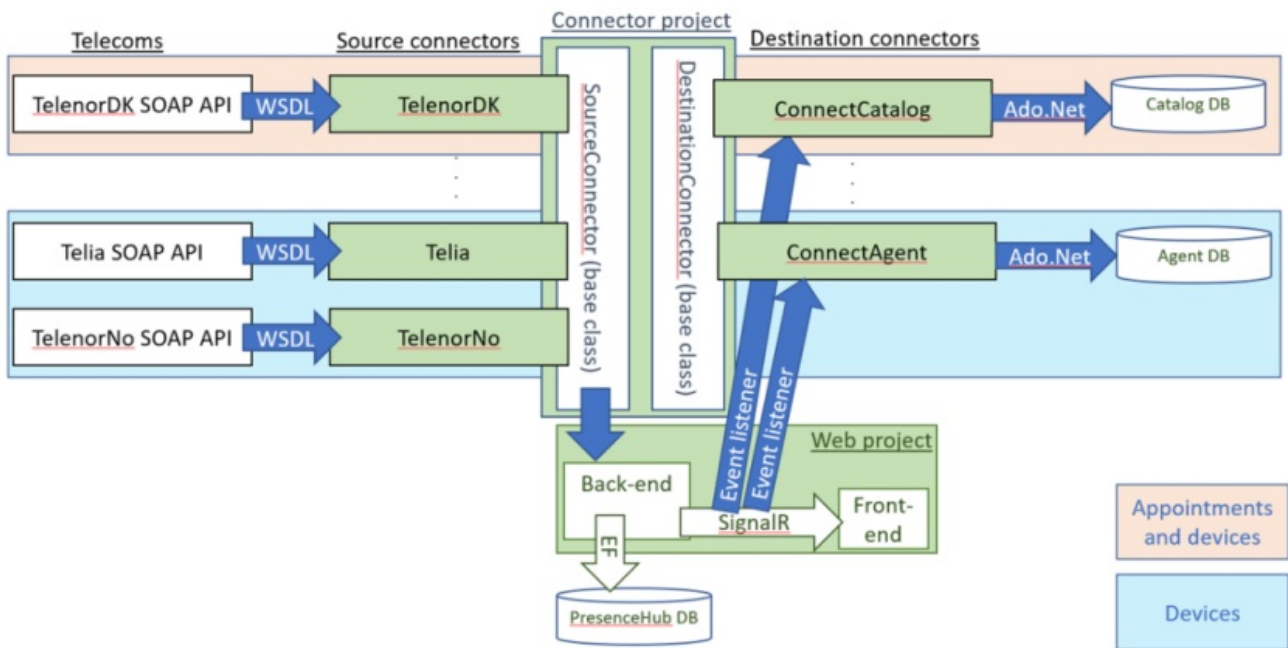 Connector project
Telecoms
Source connectors
Destination connectors
TelenorDK SOAP API
WSDL
TelenorDK
SourceConnector (base class)
DestinationConnector (base class)
ConnectCatalog
Ado.Net
Catalog DB
Telia SOAP API
WSDL
Telia
ConnectAgent
Ado.Net
Agent DB
TelenorNo SOAP API
WSDL
TelenorNo
Event listener
Event listener
Web project
Back-end
SignalR
Front-
end
EF
PresenceHub DB
Appointments
and devices
Devices